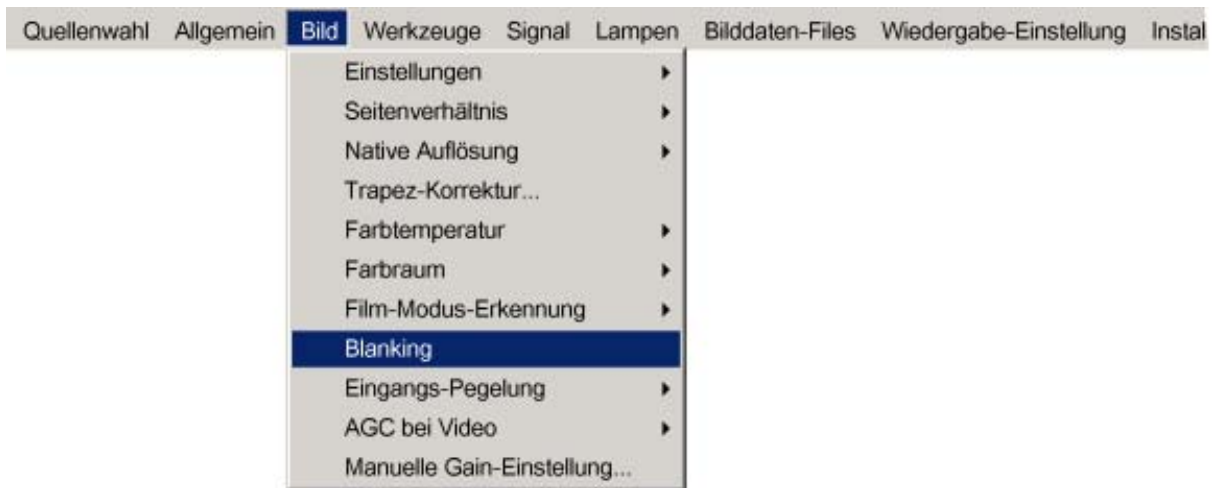 Quellenwahl Allgemein Bild Werkzeuge Signal Lampen Bilddaten-Files Wiedergabe-Einstellung Instal
Einstellungen
Seitenverhältnis
Native Auflösung
Trapez-Korrektur...
Farbtemperatur
Farbraum
Film-Modus-Erkennung
Blanking
Eingangs-Pegelung
AGC bei Video
Manuelle Gain-Einstellung...